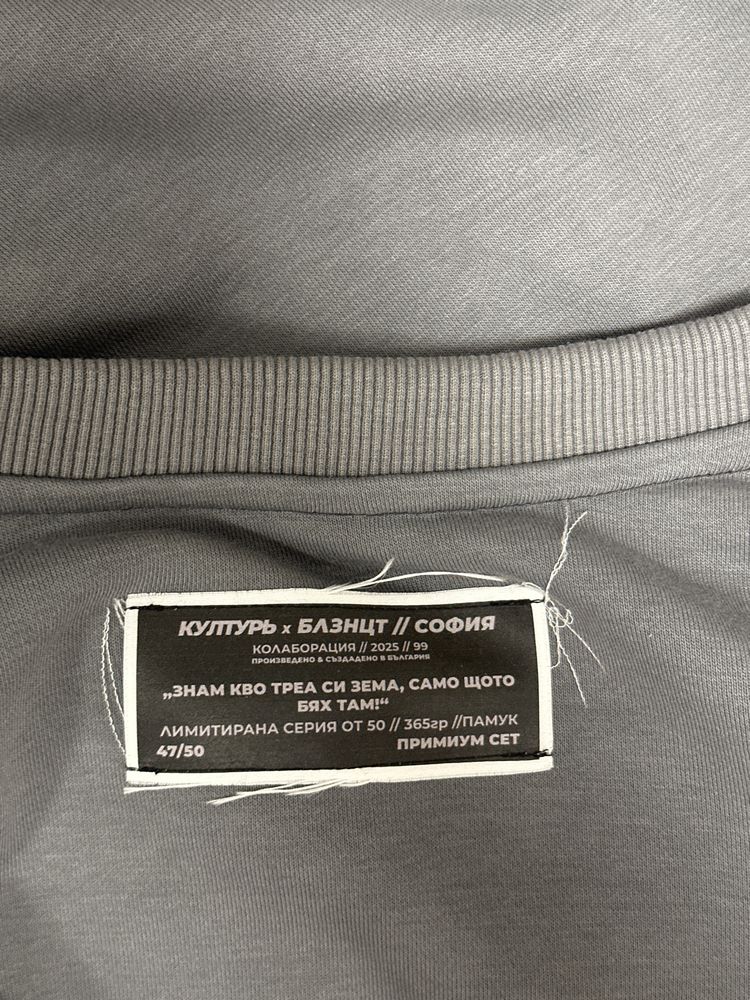 КУЛТУРЬ x БЛЗНЦТ // СОФИЯ
КОЛАБОРАЦИЯ // 2025 // 99
ПРОИЗВЕДЕНО & СЪЗДАДЕНО В БЪЛГАРИЯ
„ЗНАМ КВО ТРЕА СИ ЗЕМА, САМО ЩОТО
БЯХ ТАМ!“
ЛИМИТИРАНА СЕРИЯ ОТ 50 // 365гр //ПАМУК
47/50 ПРИМИУМ СЕТ